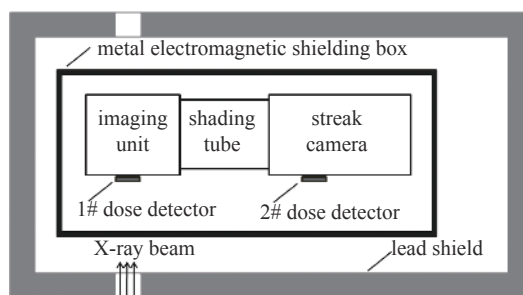 metal electromagnetic shielding box
imaging
unit
shading
tube
streak
camera
1# dose detector
2# dose detector
X-ray beam
lead shield